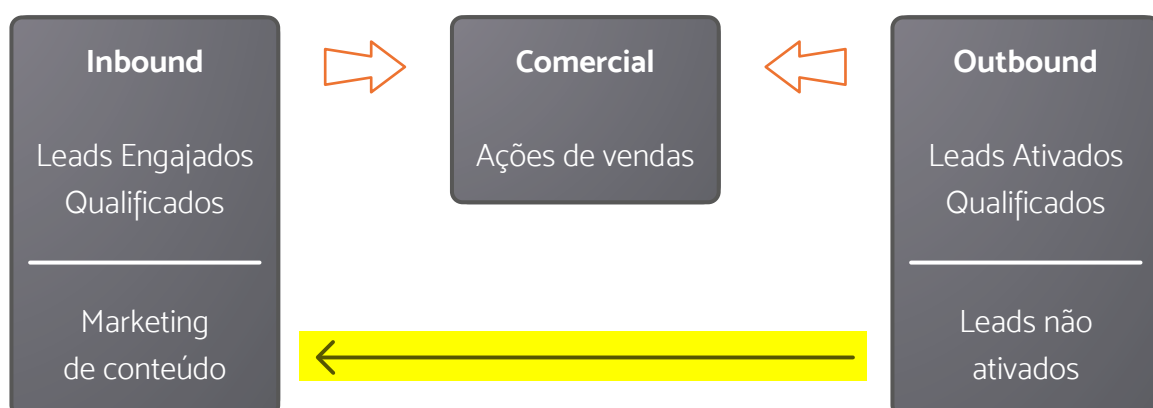 Inbound
Leads Engajados
Qualificados
Marketing
de conteúdo
Comercial
Ações de vendas
Outbound
Leads Ativados
Qualificados
Leads não
ativados